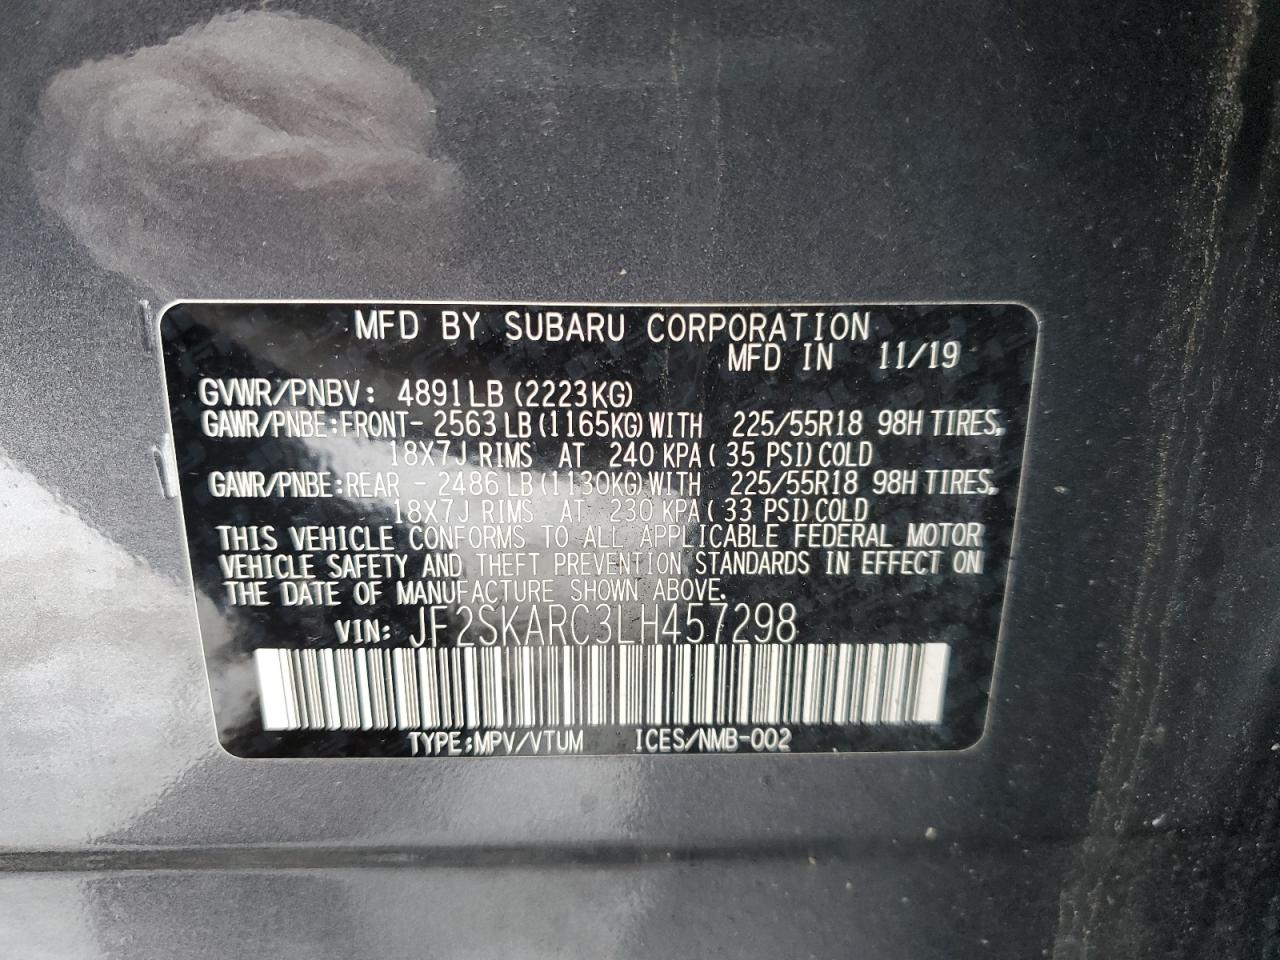 MFD BY SUBARU CORPORATION
MFD IN 11/19
GVWR/PNBV: 4891LB (2223KG)
GAWR/PNBE:FRONT- 2563 LB (1165KG) WITH 225/55R18 98H TIRES,
18X7J RIMS AT 240 KPA ( 35 PSI) COLD
GAWR/PNBE:REAR - 2486 LB (1130KG) WITH 225/55R18 98H TIRES,
18X7J RIMS AT 230 KPA ( 33 PSI) COLD
THIS VEHICLE CONFORMS TO ALL APPLICABLE FEDERAL MOTOR
VEHICLE SAFETY AND THEFT PREVENTION STANDARDS IN EFFECT ON
THE DATE OF MANUFACTURE SHOWN ABOVE.
VIN: JF2SKARC3LH457298
TYPE:MPV/VTUM ICES/NMB-002